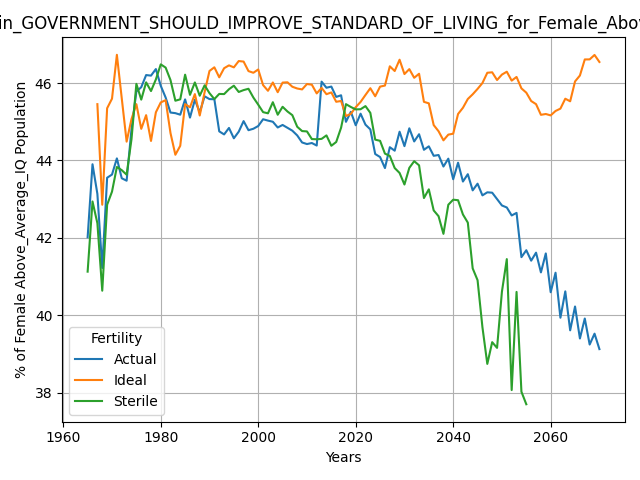 in_GOVERNMENT_SHOULD_IMPROVE_STANDARD_OF_LIVING_for_Female_Abov
% of Female Above_Average_IQ Population
46
44
42
40
38
Fertility
Actual
Ideal
Sterile
1960 1980 2000 2020 2040 2060
Years